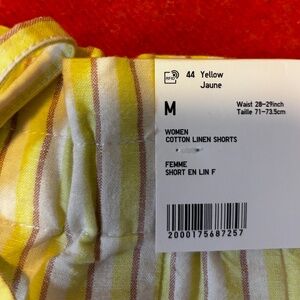 RFID
44 Yellow
Jaune
M
Waist 28-29inch
Taille 71-73.5cm
WOMEN
COTTON LINEN SHORTS
FEMME
SHORT EN LIN F
2000175687257